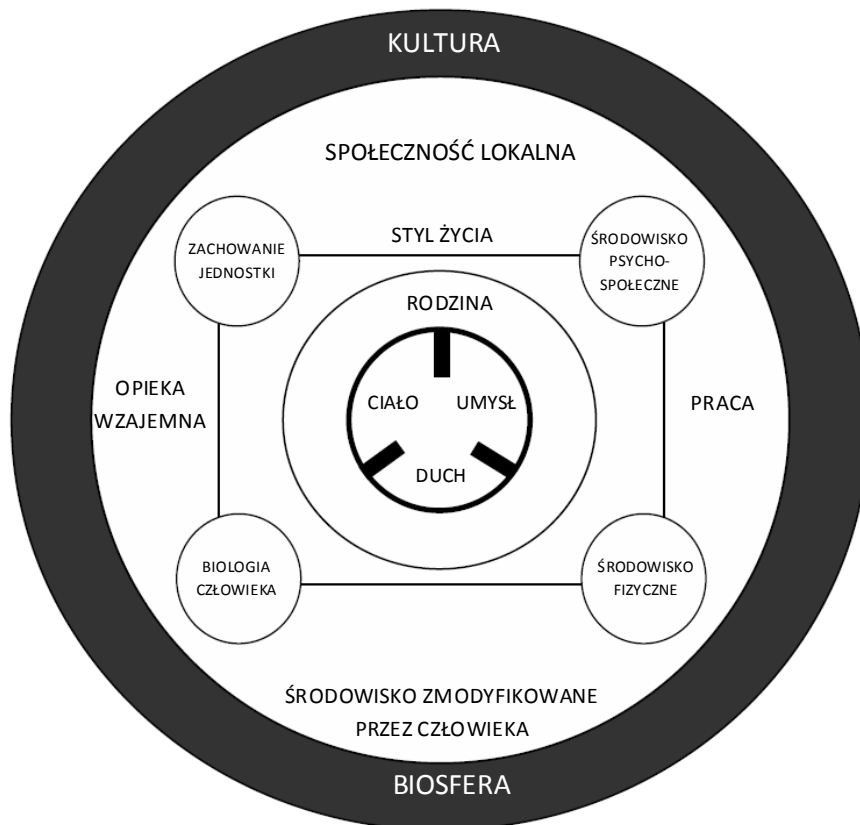 KULTURA
SPOŁECZNOŚĆ LOKALNA
STYL ŻYCIA
ZACHOWANIE
JEDNOSTKI
ŚRODOWISKO
PSYCHO-
SPOŁECZNE
RODZINA
CIAŁO
UMYSŁ
DUCH
OPIEKA
WZAJEMNA
PRACA
BIOLOGIA
CZŁOWIEKA
ŚRODOWISKO
FIZYCZNE
ŚRODOWISKO ZMODYFIKOWANE
PRZEZ CZŁOWIEKA
BIOSFERA